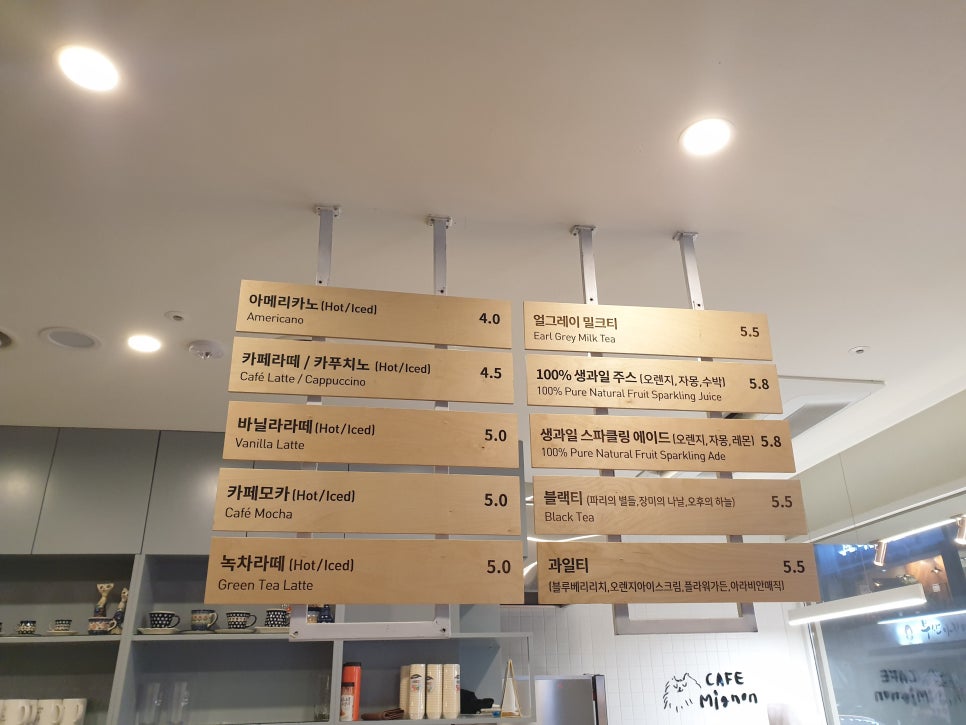 아메리카노 (Hot/Iced) 4.0
Americano
카페라떼 / 카푸치노 (Hot/Iced) 4.5
Café Latte / Cappuccino
바닐라라떼 (Hot/Iced) 5.0
Vanilla Latte
카페모카 (Hot/Iced) 5.0
Café Mocha
녹차라떼 (Hot/Iced) 5.0
Green Tea Latte
얼그레이 밀크티 5.5
Earl Grey Milk Tea
100% 생과일 주스 (오렌지,자몽,수박) 5.8
100% Pure Natural Fruit Sparkling Juice
생과일 스파클링 에이드 (오렌지,자몽,레몬) 5.8
100% Pure Natural Fruit Sparkling Ade
블랙티 (파리의 별들,장미의 나날,오후의 하늘) 5.5
Black Tea
과일티 5.5
(블루베리리치,오렌지아이스크림,플라워가든,아라비안매직)
CAFE
Mignon
CAFE
Mignon